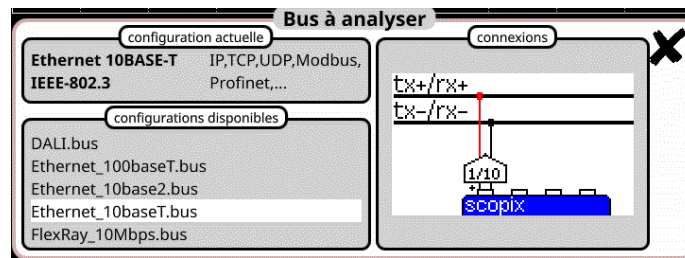 Bus à analyser
configuration actuelle
Ethernet 10BASE-T IP,TCP,UDP,Modbus,
IEEE-802.3 Profinet,...
configurations disponibles
DALI.bus
Ethernet_100baseT.bus
Ethernet_10base2.bus
Ethernet_10baseT.bus
FlexRay_10Mbps.bus
connexions
tx+/rx+
tx-/rx-
1/10
+ -
scopix